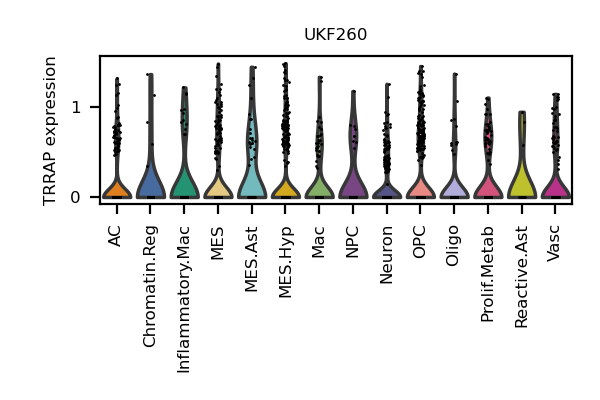 UKF260
TRRAP expression
1
0
AC
Chromatin.Reg
Inflammatory.Mac
MES
MES.Ast
MES.Hyp
Mac
NPC
Neuron
OPC
Oligo
Prolif.Metab
Reactive.Ast
Vasc